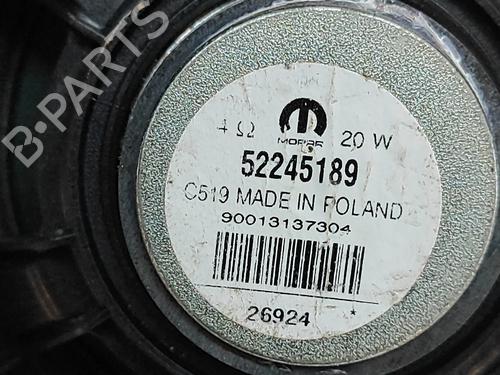 B-PARTS
4 Ω 20 W
MOPAR
52245189
C519 MADE IN POLAND
90013137304
26924 *